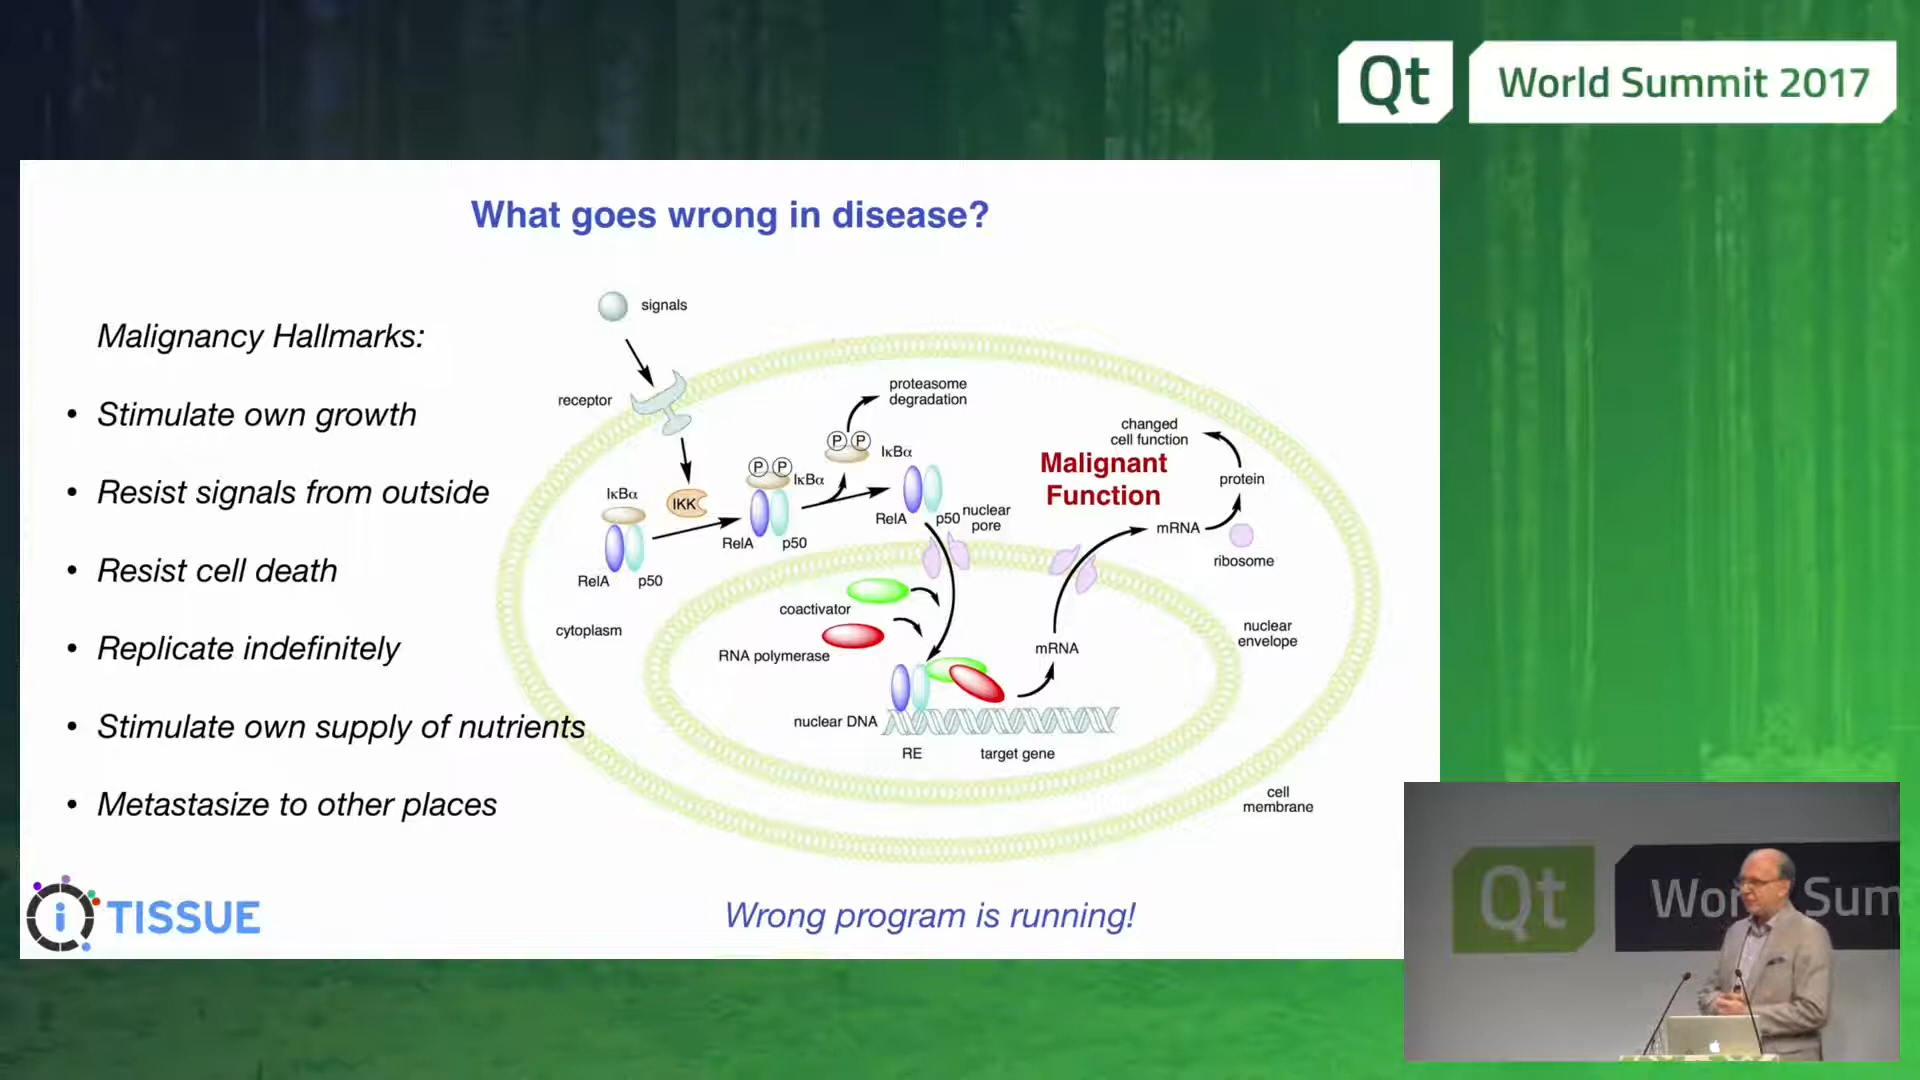 Qt
World Summit 2017
What goes wrong in disease?
Malignancy Hallmarks:
• Stimulate own growth
• Resist signals from outside
• Resist cell death
• Replicate indefinitely
• Stimulate own supply of nutrients
• Metastasize to other places
signals
receptor
proteasome
degradation
P P
IκBα
changed
cell function
Malignant
Function
protein
P P
IκBα
IκBα
IKK
RelA
p50
nuclear
pore
mRNA
RelA
p50
ribosome
RelA
p50
coactivator
cytoplasm
RNA polymerase
mRNA
nuclear
envelope
nuclear DNA
RE
target gene
cell
membrane
i TISSUE
Wrong program is running!
Qt
Wor Sum